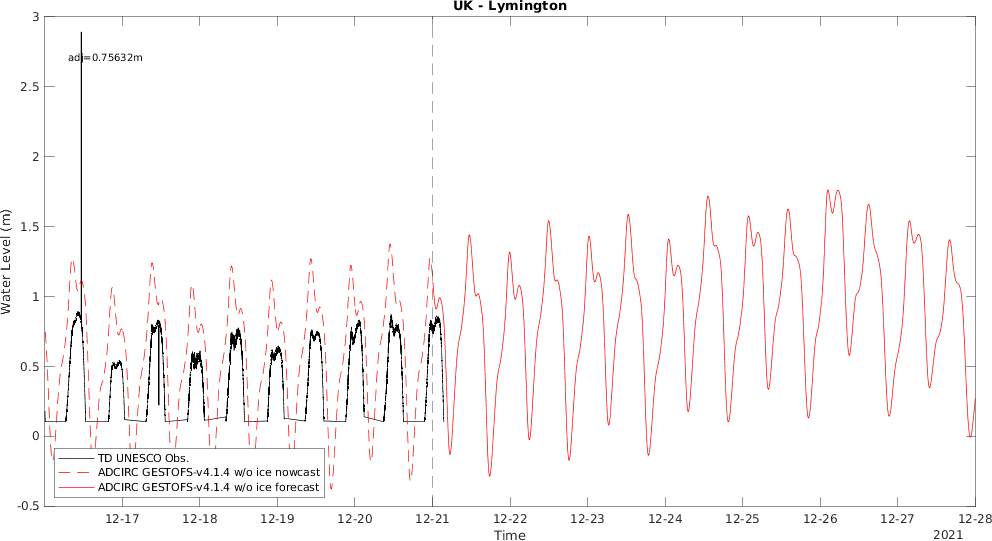 UK - Lymington
adj=0.75632m
Water Level (m)
3
2.5
2
1.5
1
0.5
0
-0.5
TD UNESCO Obs.
ADCIRC GESTOFS-v4.1.4 w/o ice nowcast
ADCIRC GESTOFS-v4.1.4 w/o ice forecast
12-17 12-18 12-19 12-20 12-21 12-22 12-23 12-24 12-25 12-26 12-27 12-28
Time
2021